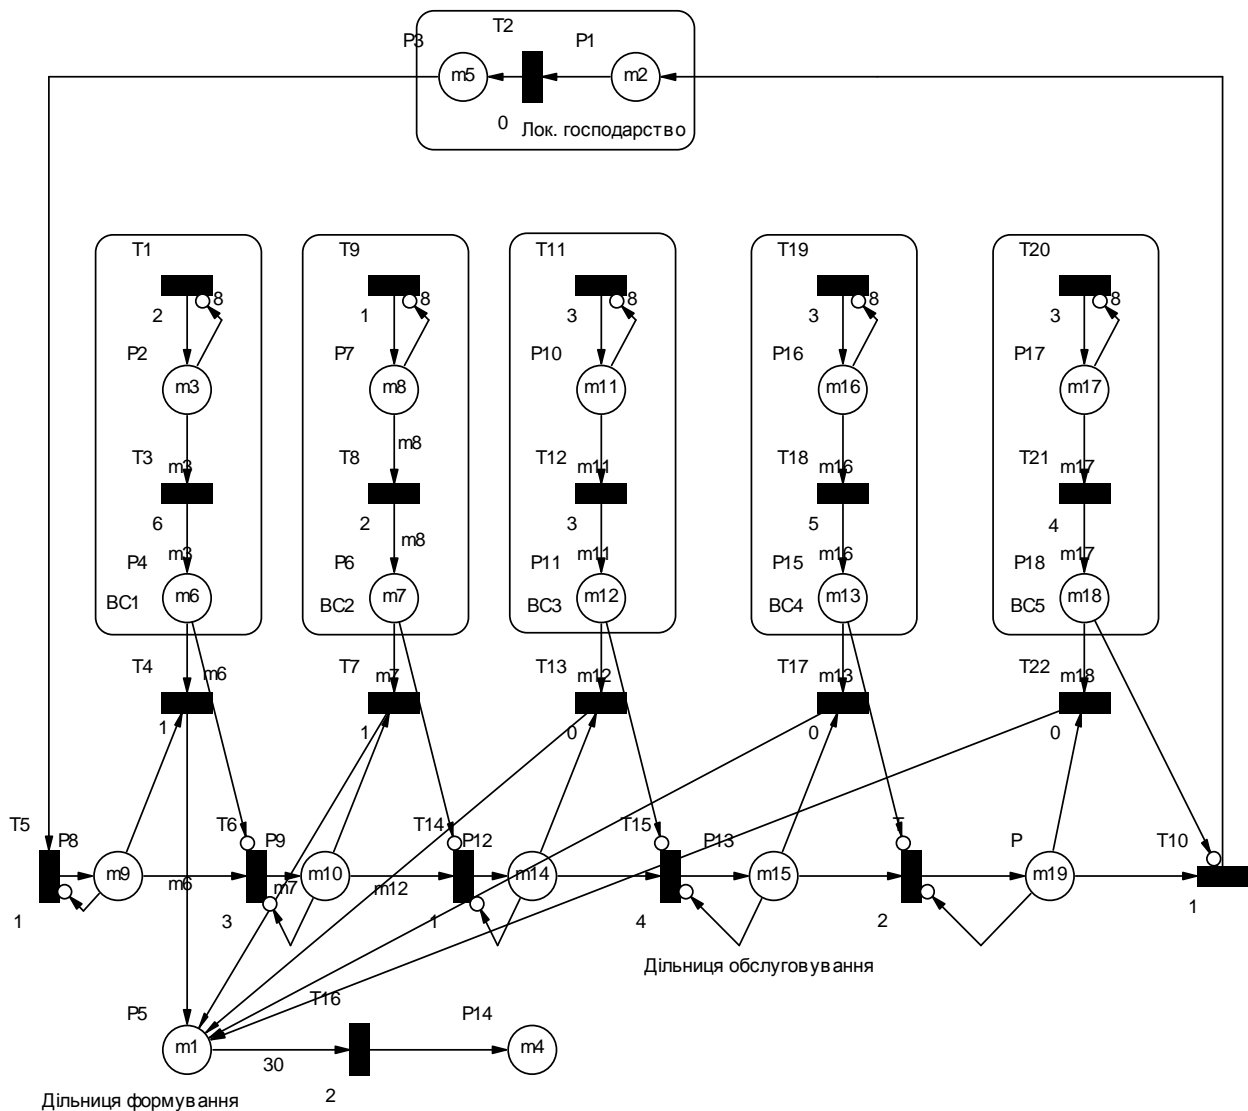 T2
P3
P1
m5
m2
0
Лок. господарство
T1
T9
T11
T19
T20
8
8
8
8
8
2
1
3
3
3
P2
P7
P10
P16
P17
m3
m8
m11
m16
m17
m8
T3
m3
T8
T12
m11
T18
m16
T21
m17
6
2
3
5
4
m8
P4
m3
P6
P11
m11
P15
m16
P18
m17
BC1
m6
BC2
m7
BC3
m12
BC4
m13
BC5
m18
T4
m6
T7
m7
T13
m12
T17
m13
T22
m18
1
1
0
0
0
T5
P8
T6
P9
T14
P12
T15
P13
T
P
T10
m9
m6
m7
m10
m12
m14
m15
m19
1
3
1
4
2
1
Дільниця обслуговування
P5
T16
P14
m1
30
m4
2
Дільниця формування